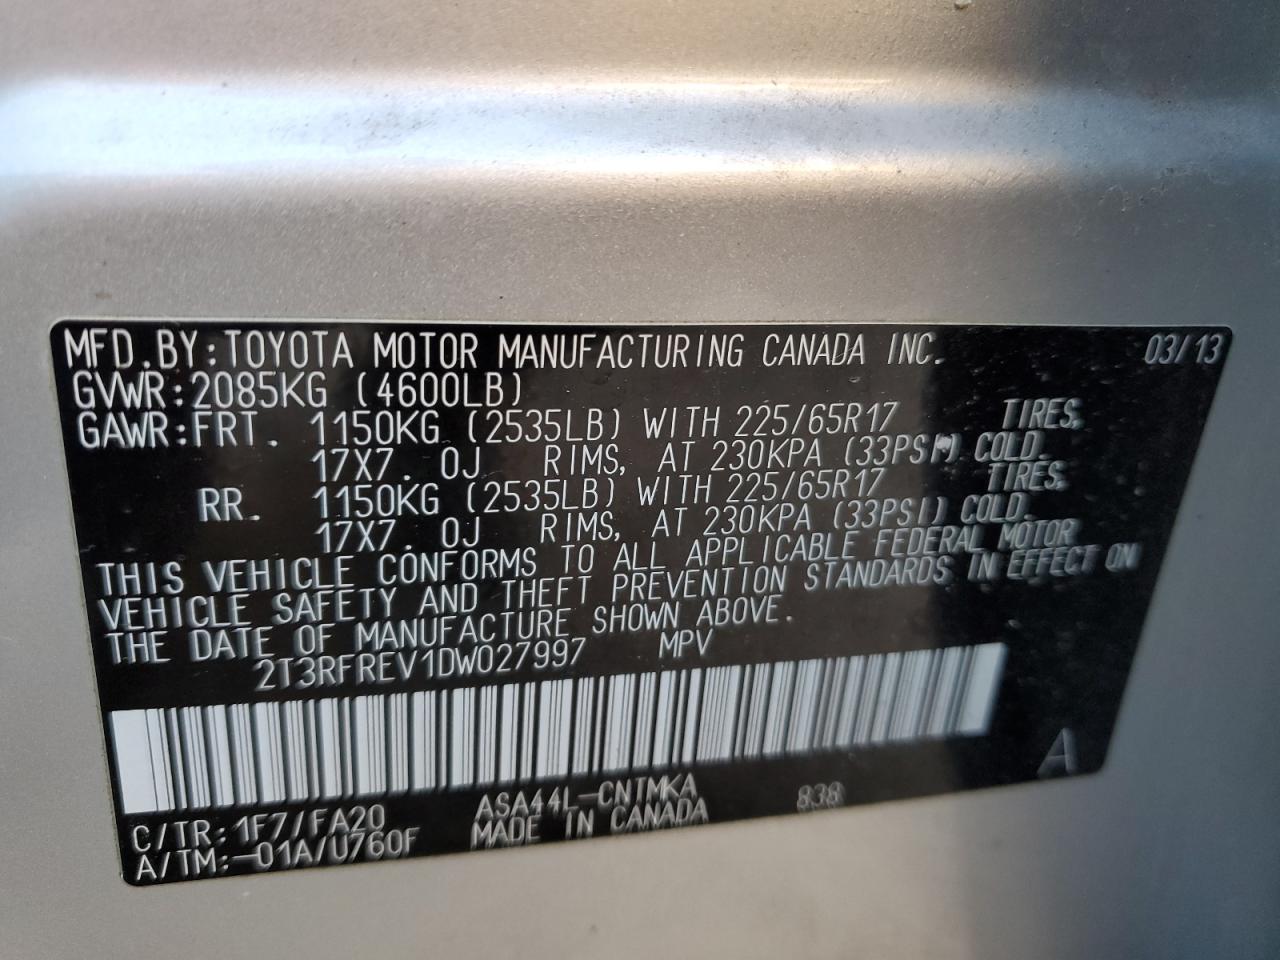 MFD.BY:TOYOTA MOTOR MANUFACTURING CANADA INC. 03/13
GVWR:2085KG (4600LB)
GAWR:FRT. 1150KG (2535LB) WITH 225/65R17 TIRES,
17X7.0J RIMS, AT 230KPA (33PSI) COLD.
RR. 1150KG (2535LB) WITH 225/65R17 TIRES,
17X7.0J RIMS, AT 230KPA (33PSI) COLD.
THIS VEHICLE CONFORMS TO ALL APPLICABLE FEDERAL MOTOR
VEHICLE SAFETY AND THEFT PREVENTION STANDARDS IN EFFECT ON
THE DATE OF MANUFACTURE SHOWN ABOVE.
2T3RFREV1DW027997 MPV
A
C/TR:1F7/FA20 ASA44L-CNTMKA 838
A/TM:-01A/U760F MADE IN CANADA